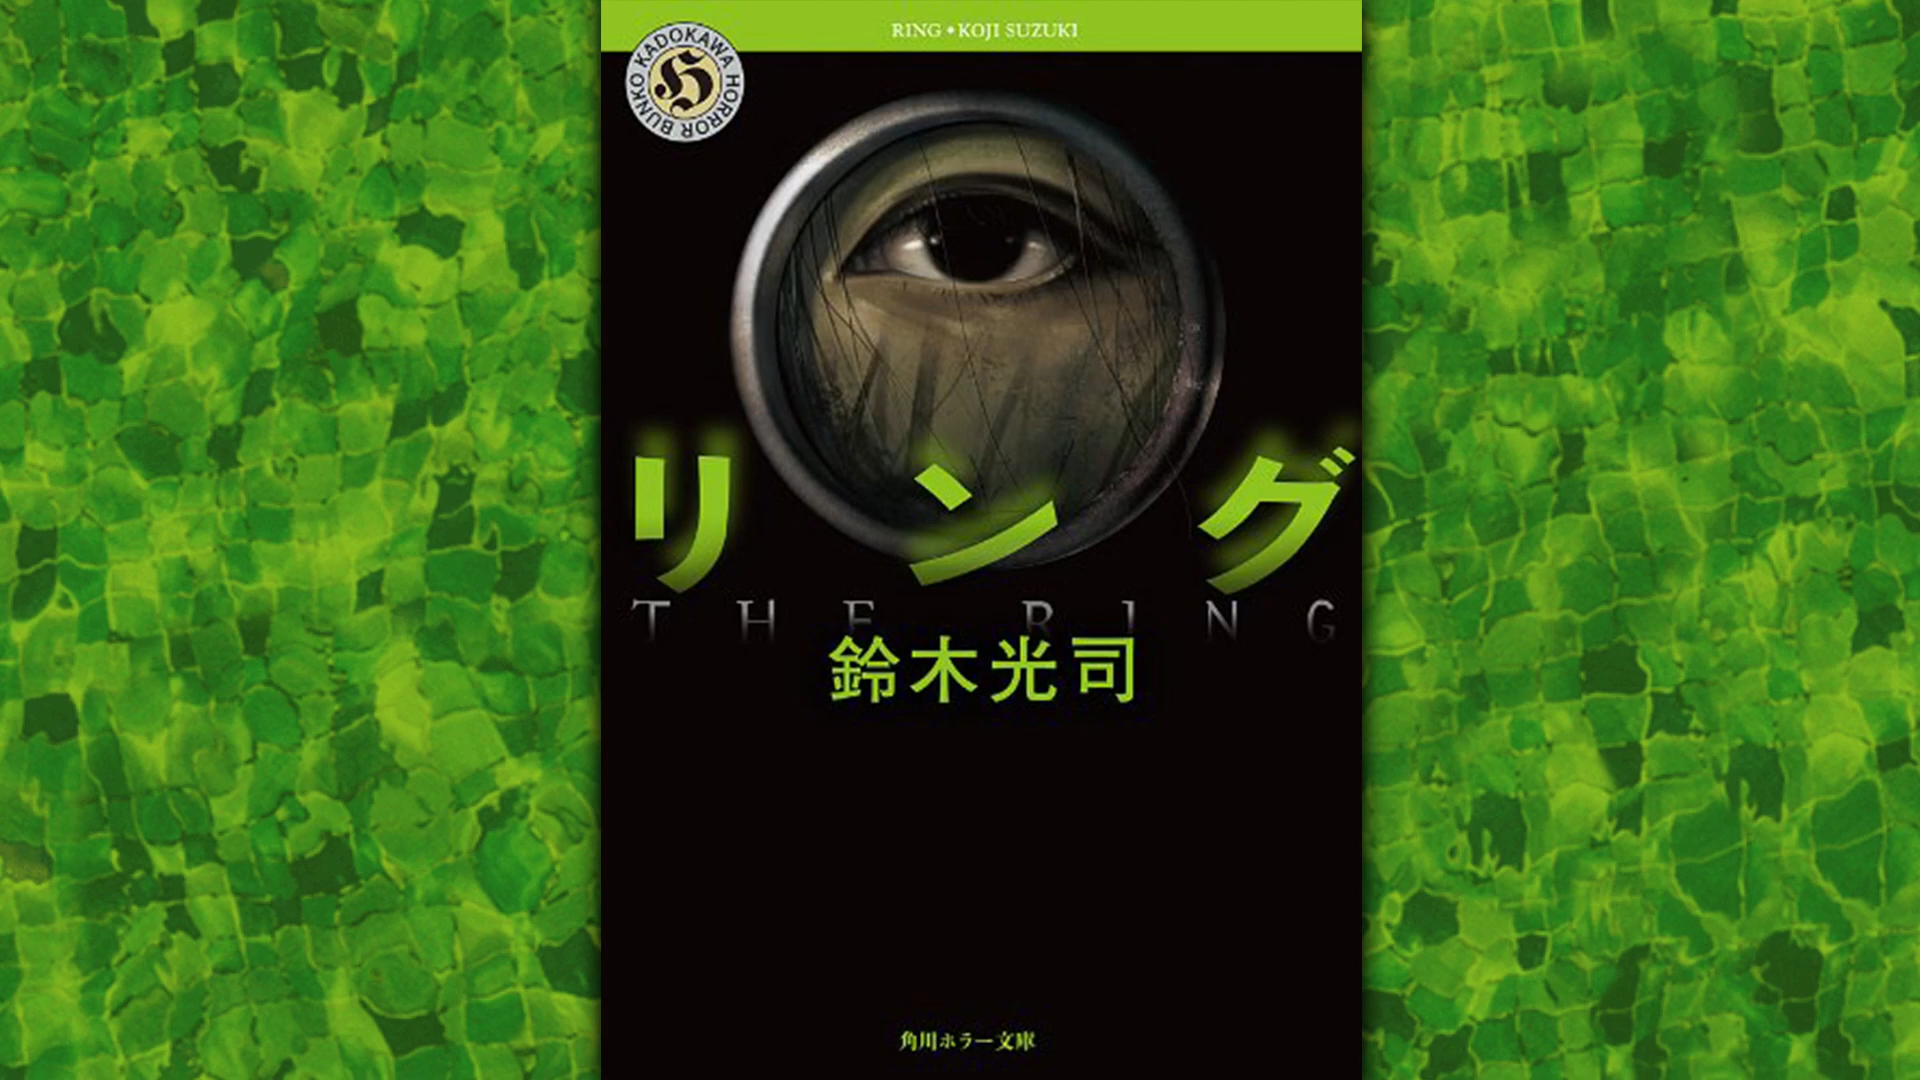 RING • KOJI SUZUKI
KADOKAWA HORROR BUNKO
H
リング
THE RING
鈴木光司
角川ホラー文庫